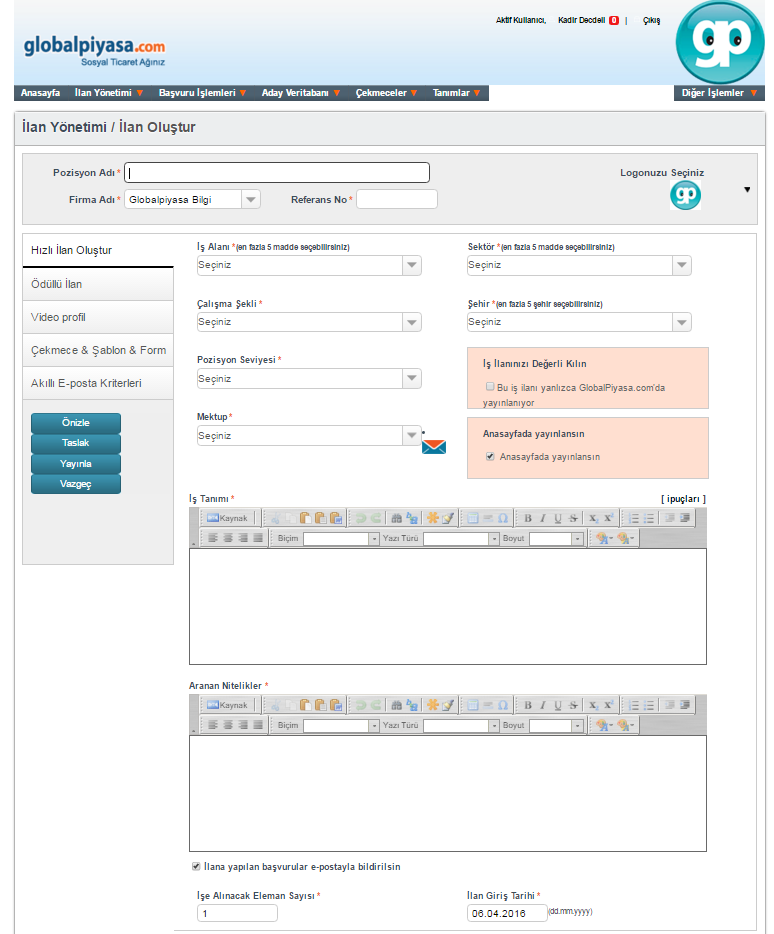 Aktif Kullanıcı, Kadir Decdeli 0 | Çıkış
globalpiyasa.com
Sosyal Ticaret Ağınız
gp
Anasayfa İlan Yönetimi ▼ Başvuru İşlemleri ▼ Aday Veritabanı ▼ Çekmeceler ▼ Tanımlar ▼ Diğer İşlemler ▼
İlan Yönetimi / İlan Oluştur
Pozisyon Adı *
Logonuzu Seçiniz
Firma Adı * Globalpiyasa Bilgi Referans No *
gp
Hızlı İlan Oluştur
Ödüllü İlan
Video profil
Çekmece & Şablon & Form
Akıllı E-posta Kriterleri
Önizle
Taslak
Yayınla
Vazgeç
İş Alanı *(en fazla 5 madde seçebilirsiniz)
Seçiniz
Sektör *(en fazla 5 madde seçebilirsiniz)
Seçiniz
Çalışma Şekli *
Seçiniz
Şehir *(en fazla 5 şehir seçebilirsiniz)
Seçiniz
Pozisyon Seviyesi *
Seçiniz
İş İlanınızı Değerli Kılın
Bu iş ilanı yanlızca GlobalPiyasa.com'da
yayınlanıyor
Mektup *
Seçiniz
Anasayfada yayınlansın
Anasayfada yayınlansın
İş Tanımı * [ ipuçları ]
Kaynak B I U S X₂ X²
Biçim Yazı Türü Boyut
Aranan Nitelikler *
Kaynak B I U S X₂ X²
Biçim Yazı Türü Boyut
İlana yapılan başvurular e-postayla bildirilsin
İşe Alınacak Eleman Sayısı *
1
İlan Giriş Tarihi *
06.04.2016 (dd.mm.yyyy)